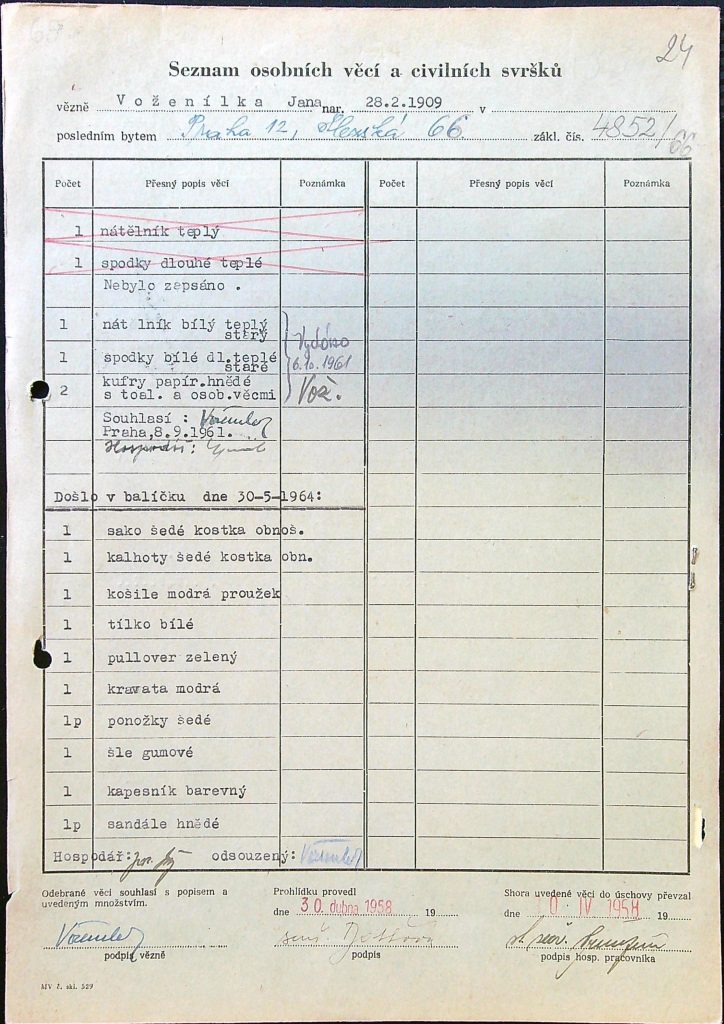 24
Seznam osobních věcí a civilních svršků
vězně Voženílka Jana nar. 28.2.1909 v
posledním bytem Praha 12, Slezská 66 zákl. čís. 4852/66
Počet Přesný popis věcí Poznámka Počet Přesný popis věcí Poznámka
1 nátělník teplý
1 spodky dlouhé teplé
Nebylo zepsáno .
1 nát lník bílý teplý
starý
Vydáno
1 spodky bílé dl.teplé
staré
6.10.1961
2 kufry papír.hnědé
s toal. a osob.věcmi
Vož.
Souhlasí :
Praha,8.9.1961.
Hospodář:
Došlo v balíčku dne 30-5-1964:
1 sako šedé kostka obnoš.
1 kalhoty šedé kostka obn.
1 košile modrá proužek
1 tílko bílé
1 pullover zelený
1 kravata modrá
1p ponožky šedé
1 šle gumové
1 kapesník barevný
1p sandále hnědé
Hospodář: odsouzený:
Odebrané věci souhlasí s popisem a
uvedeným množstvím.
podpis vězně
Prohlídku provedl
dne 30. dubna 1958 19
podpis
Shora uvedené věci do úschovy převzal
dne IV 1958 19
podpis hosp. pracovníka
MV č. skl. 529